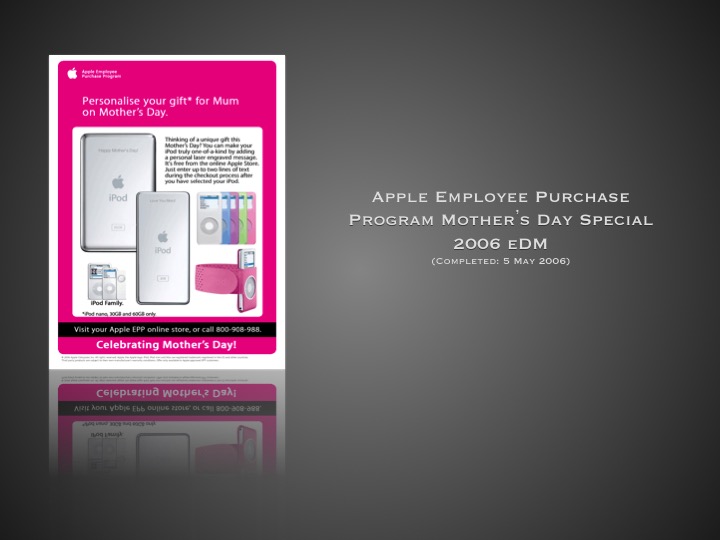 Apple Employee
Purchase Program
Personalise your gift* for Mum
on Mother's Day.
Thinking of a unique gift this
Mother's Day? You can make your
iPod truly one-of-a-kind by adding
a personal laser engraved message.
It's free from the online Apple Store.
Just enter up to two lines of text
during the checkout process after
you have selected your iPod.
Happy Mother's Day
iPod
iPod
iPod Family.
*iPod nano, 30GB and 60GB only
Visit your Apple EPP online store, or call 800-908-988.
Celebrating Mother's Day!
Apple Employee Purchase
Program Mother's Day Special
2006 eDM
(Completed: 5 May 2006)